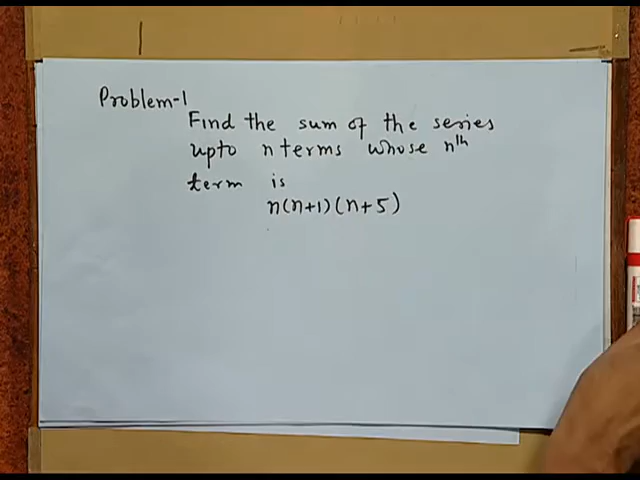 Problem-1
Find the sum of the series
upto n terms whose nth
term is
n(n+1)(n+5)